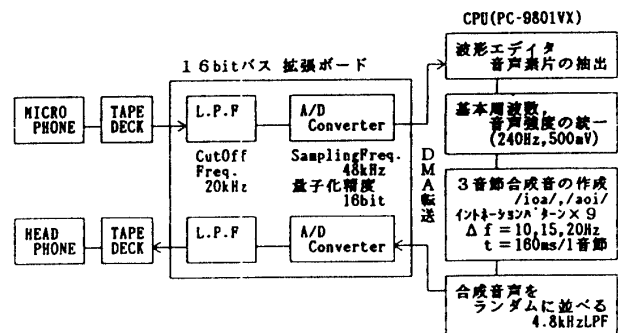 CPU(PC-9801VX)
16bitバス 拡張ボード
MICRO
PHONE
TAPE
DECK
L.P.F
A/D
Converter
CutOff
Freq.
20kHz
SamplingFreq.
48kHz
量子化精度
16bit
HEAD
PHONE
TAPE
DECK
L.P.F
A/D
Converter
DMA転送
波形エディタ
音声素片の抽出
基本周波数,
音声強度の統一
(240Hz,500mV)
3音節合成音の作成
/ioa/,/aoi/
イントネーションパターン×9
Δf=10,15,20Hz
t=160ms/1音節
合成音声を
ランダムに並べる
4.8kHzLPF